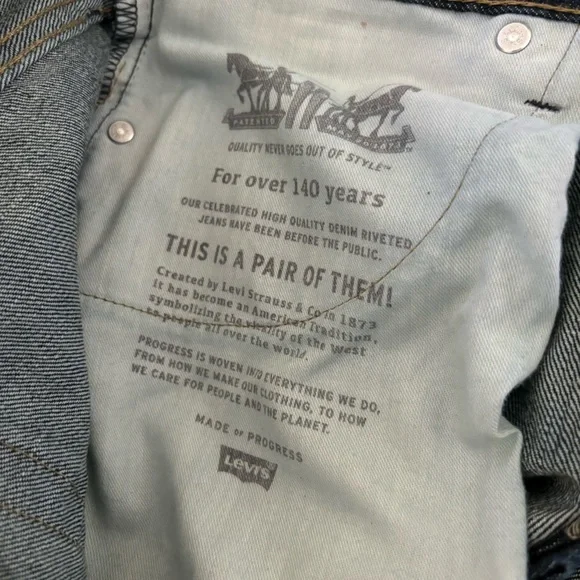 PATENTED
QUALITY NEVER GOES OUT OF STYLE™
For over 140 years
OUR CELEBRATED HIGH QUALITY DENIM RIVETED
JEANS HAVE BEEN BEFORE THE PUBLIC.
THIS IS A PAIR OF THEM!
Created by Levi Strauss & Co in 1873
it has become an American Tradition,
symbolizing the vitality of the West
to people all over the world.
PROGRESS IS WOVEN INTO EVERYTHING WE DO,
FROM HOW WE MAKE OUR CLOTHING, TO HOW
WE CARE FOR PEOPLE AND THE PLANET.
MADE OF PROGRESS
Levi's